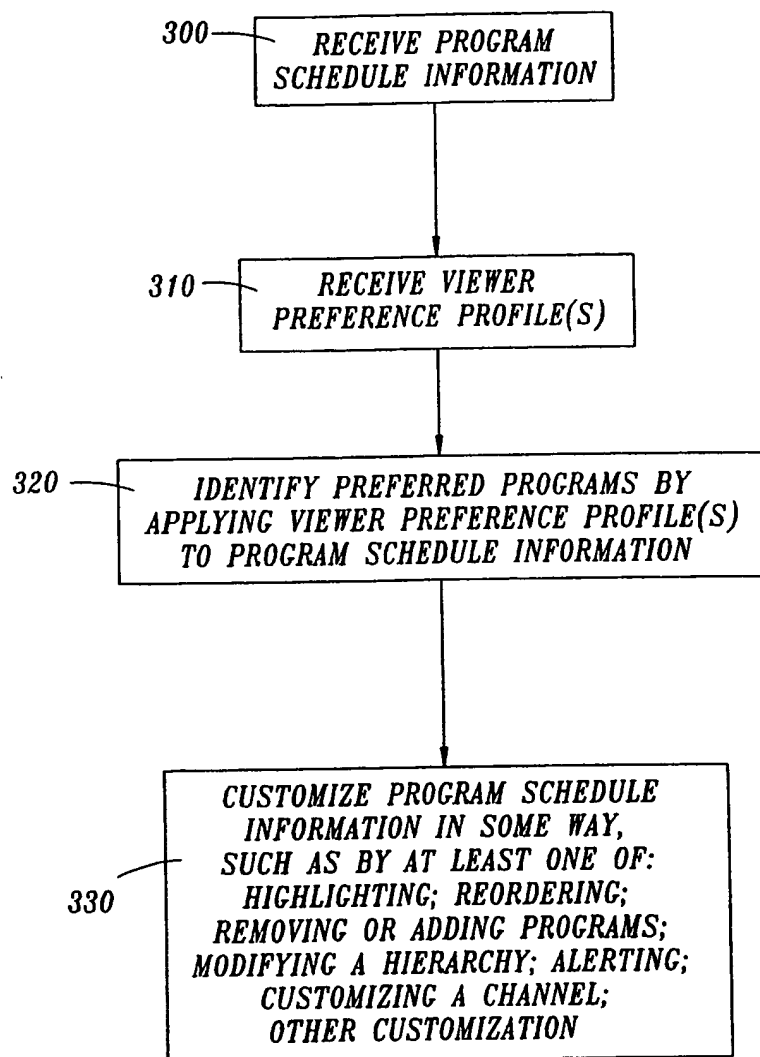 300
RECEIVE PROGRAM
SCHEDULE INFORMATION
310
RECEIVE VIEWER
PREFERENCE PROFILE(S)
320
IDENTIFY PREFERRED PROGRAMS BY
APPLYING VIEWER PREFERENCE PROFILE(S)
TO PROGRAM SCHEDULE INFORMATION
330
CUSTOMIZE PROGRAM SCHEDULE
INFORMATION IN SOME WAY,
SUCH AS BY AT LEAST ONE OF:
HIGHLIGHTING; REORDERING;
REMOVING OR ADDING PROGRAMS;
MODIFYING A HIERARCHY; ALERTING;
CUSTOMIZING A CHANNEL;
OTHER CUSTOMIZATION